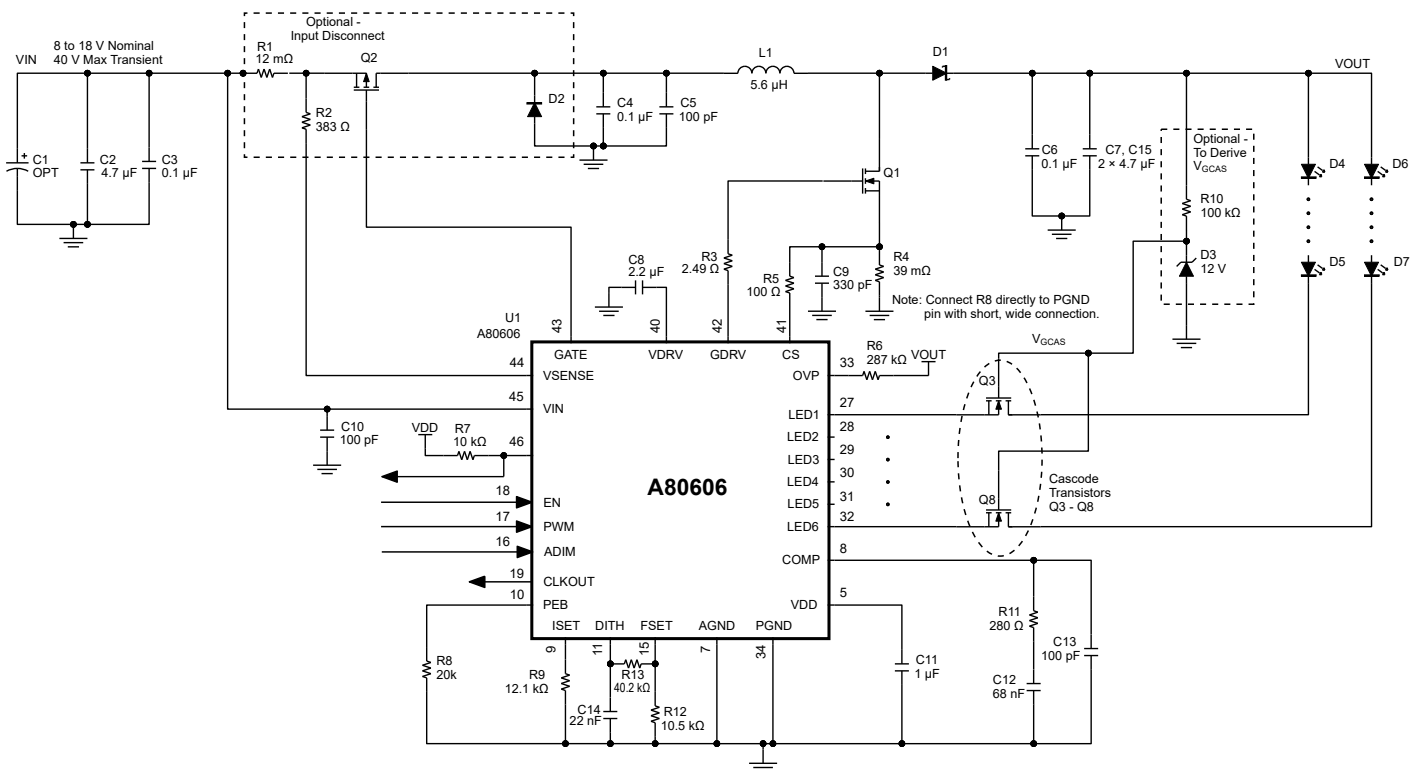 Optional -
Input Disconnect
8 to 18 V Nominal
40 V Max Transient
VIN
R1
12 mΩ
Q2
L1
5.6 µH
D1
VOUT
R2
383 Ω
D2
C4
0.1 µF
C5
100 pF
+
C1
OPT
C2
4.7 µF
C3
0.1 µF
Q1
C6
0.1 µF
C7, C15
2 × 4.7 µF
Optional -
To Derive
VGCAS
R10
100 kΩ
D3
12 V
D4
D6
D5
D7
R3
2.49 Ω
C8
2.2 µF
R5
100 Ω
C9
330 pF
R4
39 mΩ
Note: Connect R8 directly to PGND
pin with short, wide connection.
U1
A80606
43
40
42
41
GATE
VDRV
GDRV
CS
VGCAS
44
VSENSE
45
VIN
C10
100 pF
VDD
R7
10 kΩ
46
18
EN
17
PWM
16
ADIM
19
CLKOUT
10
PEB
A80606
33
OVP
R6
287 kΩ
VOUT
27
LED1
28
LED2
29
LED3
30
LED4
31
LED5
32
LED6
8
COMP
5
VDD
Q3
Q8
Cascode
Transistors
Q3 - Q8
ISET
DITH
FSET
AGND
PGND
9
11
15
7
34
R8
20k
R9
12.1 kΩ
R13
40.2 kΩ
C14
22 nF
R12
10.5 kΩ
C11
1 µF
R11
280 Ω
C12
68 nF
C13
100 pF